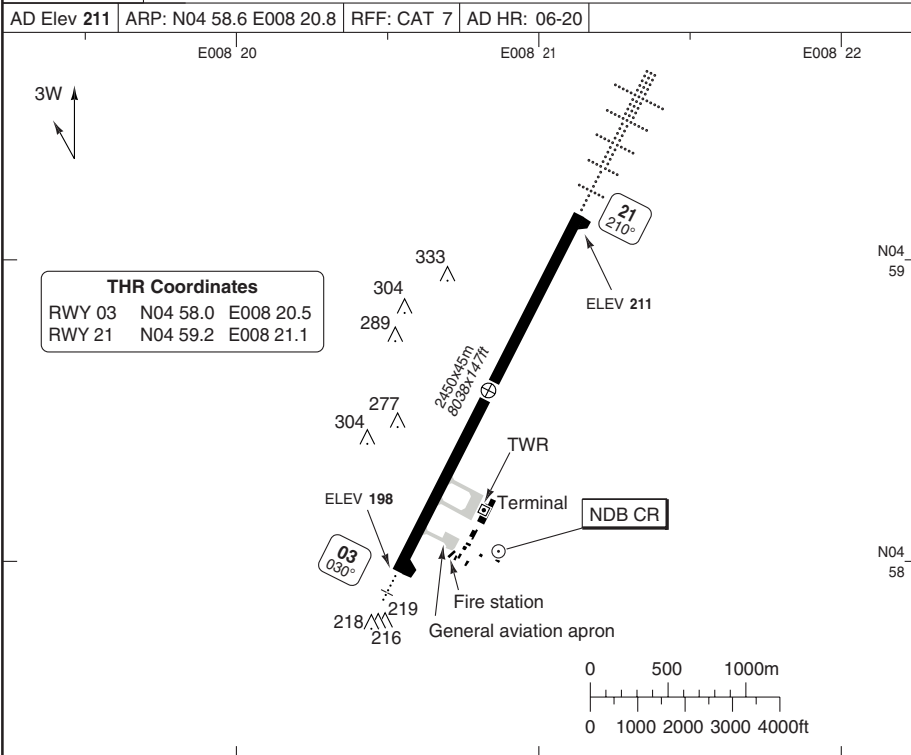 AD Elev 211 ARP: N04 58.6 E008 20.8 RFF: CAT 7 AD HR: 06-20
E008 20 E008 21 E008 22
3W
21
210°
333
N04
59
THR Coordinates
RWY 03 N04 58.0 E008 20.5
RWY 21 N04 59.2 E008 21.1
304
ELEV 211
289
2450x45m
8038x147ft
277
304
TWR
ELEV 198
Terminal
NDB CR
03
030°
N04
58
Fire station
219
218
216
General aviation apron
0 500 1000m
0 1000 2000 3000 4000ft